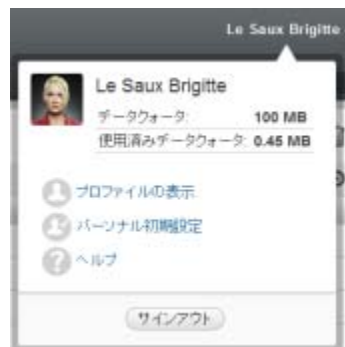 Le Saux Brigitte
Le Saux Brigitte
データクォータ: 100 MB
使用済みデータクォータ: 0.45 MB
プロファイルの表示
パーソナル初期設定
ヘルプ
サインアウト